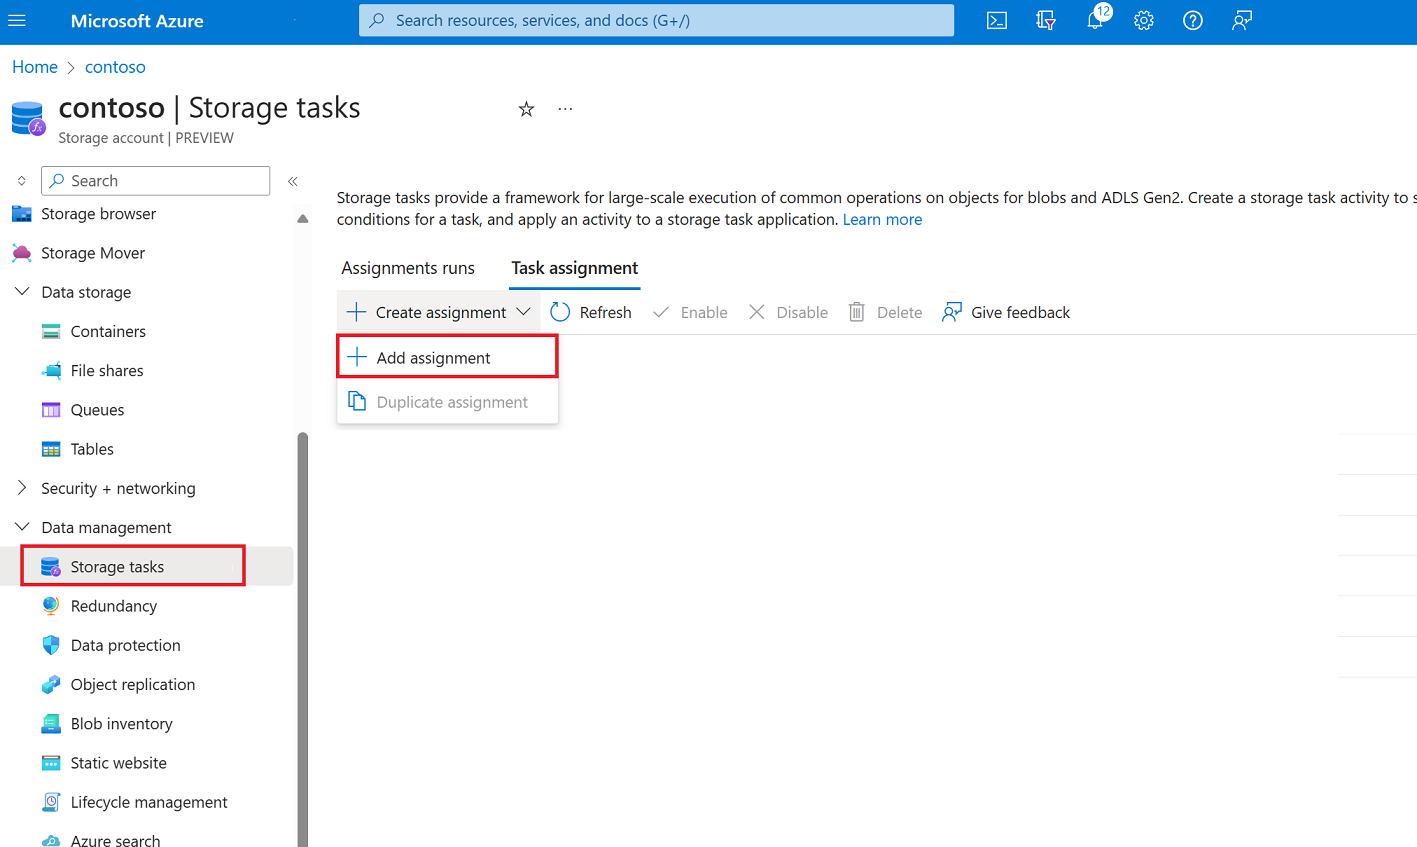 Microsoft Azure
Search resources, services, and docs (G+/)
12
Home > contoso
contoso | Storage tasks
Storage account | PREVIEW
Search
Storage browser
Storage Mover
Data storage
Containers
File shares
Queues
Tables
Security + networking
Data management
Storage tasks
Redundancy
Data protection
Object replication
Blob inventory
Static website
Lifecycle management
Azure search
Storage tasks provide a framework for large-scale execution of common operations on objects for blobs and ADLS Gen2. Create a storage task activity to s
conditions for a task, and apply an activity to a storage task application. Learn more
Assignments runs Task assignment
Create assignment Refresh Enable Disable Delete Give feedback
Add assignment
Duplicate assignment